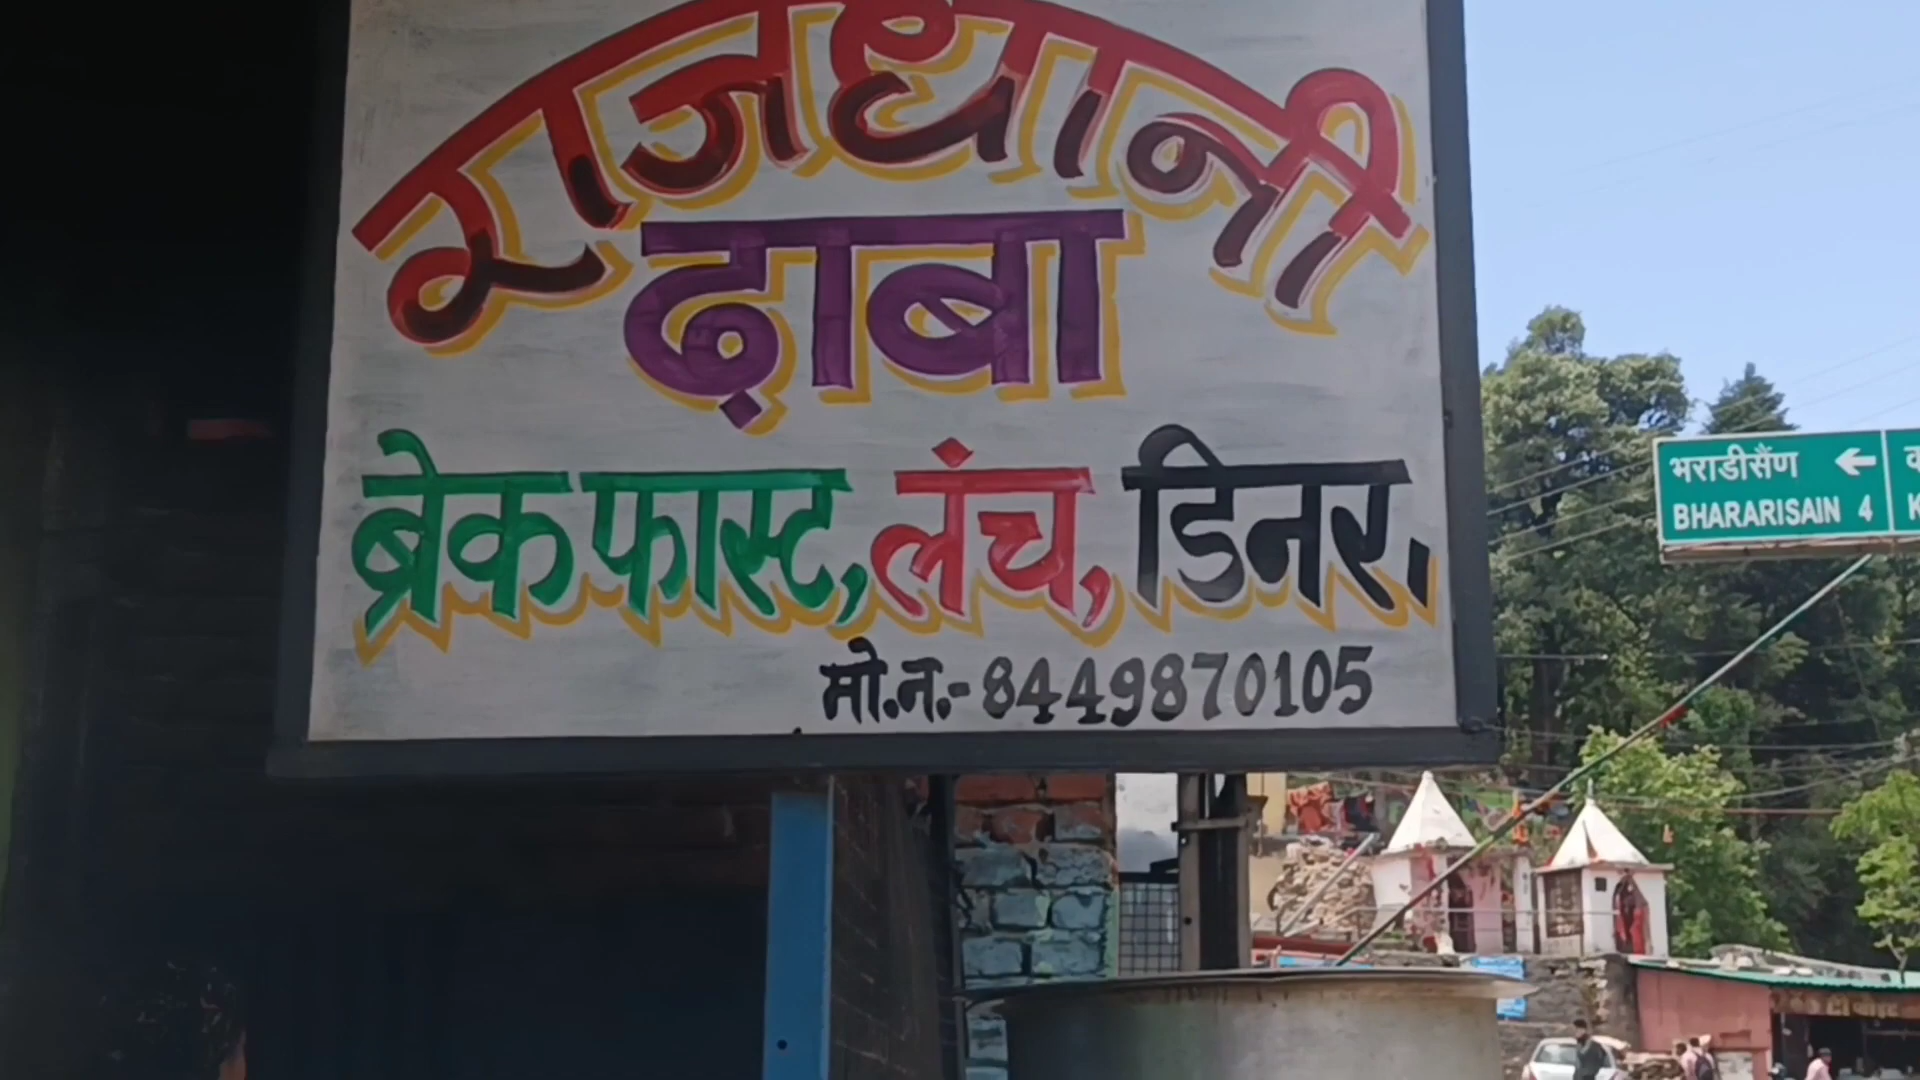 राजधानी
ढ़ाबा
ब्रेकफास्ट, लंच, डिनर.
मो.न.- 8449870105
भराडीसैंण ←
BHARARISAIN 4